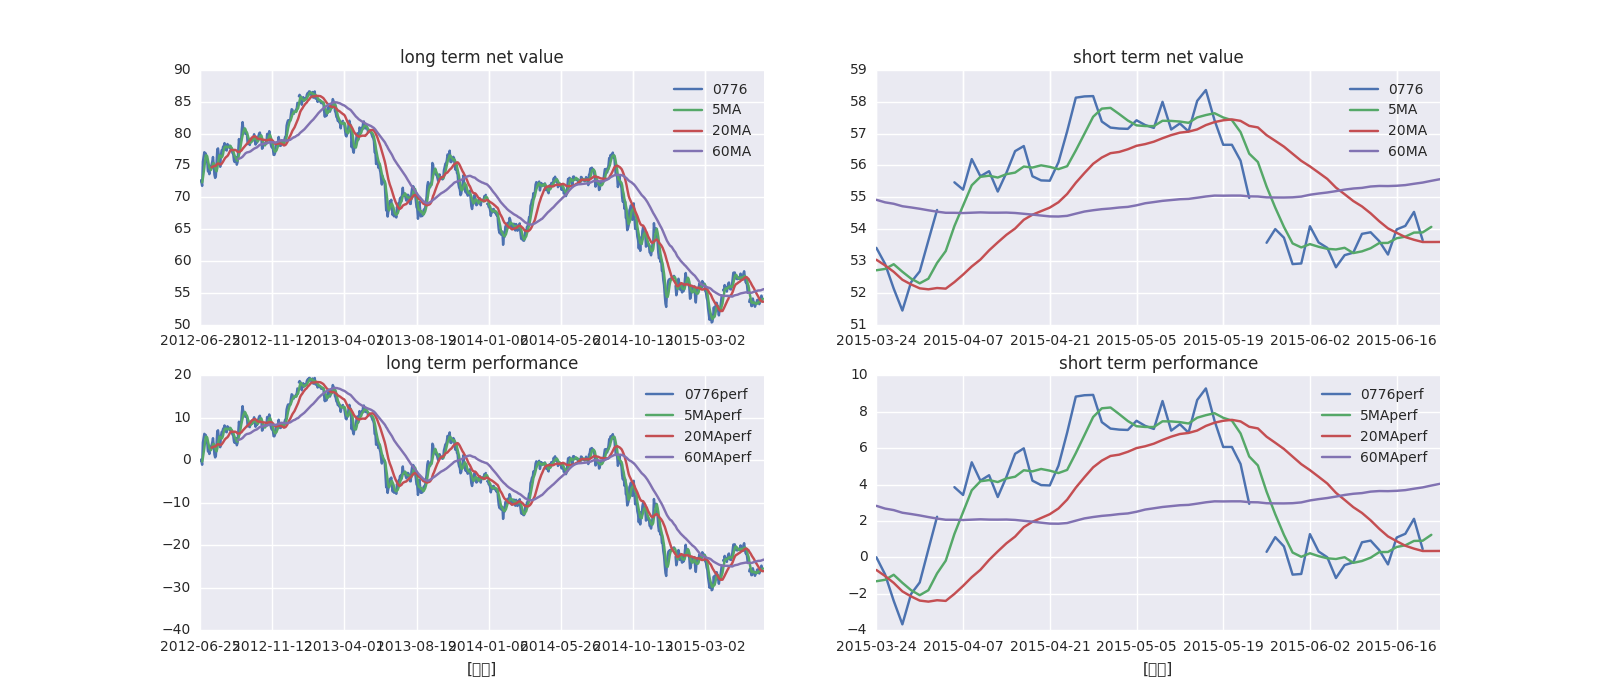 long term net value
90
85
80
75
70
65
60
55
50
0776
5MA
20MA
60MA
2012-06-25 2012-11-12 2013-04-01 2013-08-19 2014-01-06 2014-05-26 2014-10-13 2015-03-02
short term net value
59
58
57
56
55
54
53
52
51
0776
5MA
20MA
60MA
2015-03-24 2015-04-07 2015-04-21 2015-05-05 2015-05-19 2015-06-02 2015-06-16
long term performance
20
10
0
−10
−20
−30
−40
0776perf
5MAperf
20MAperf
60MAperf
2012-06-25 2012-11-12 2013-04-01 2013-08-19 2014-01-06 2014-05-26 2014-10-13 2015-03-02
short term performance
10
8
6
4
2
0
−2
−4
0776perf
5MAperf
20MAperf
60MAperf
2015-03-24 2015-04-07 2015-04-21 2015-05-05 2015-05-19 2015-06-02 2015-06-16